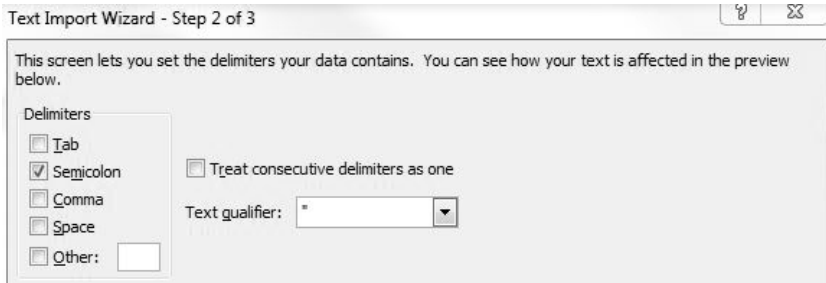 Text Import Wizard - Step 2 of 3
This screen lets you set the delimiters your data contains. You can see how your text is affected in the preview
below.
Delimiters
Tab
Semicolon
Treat consecutive delimiters as one
Comma
Text qualifier: "
Space
Other: